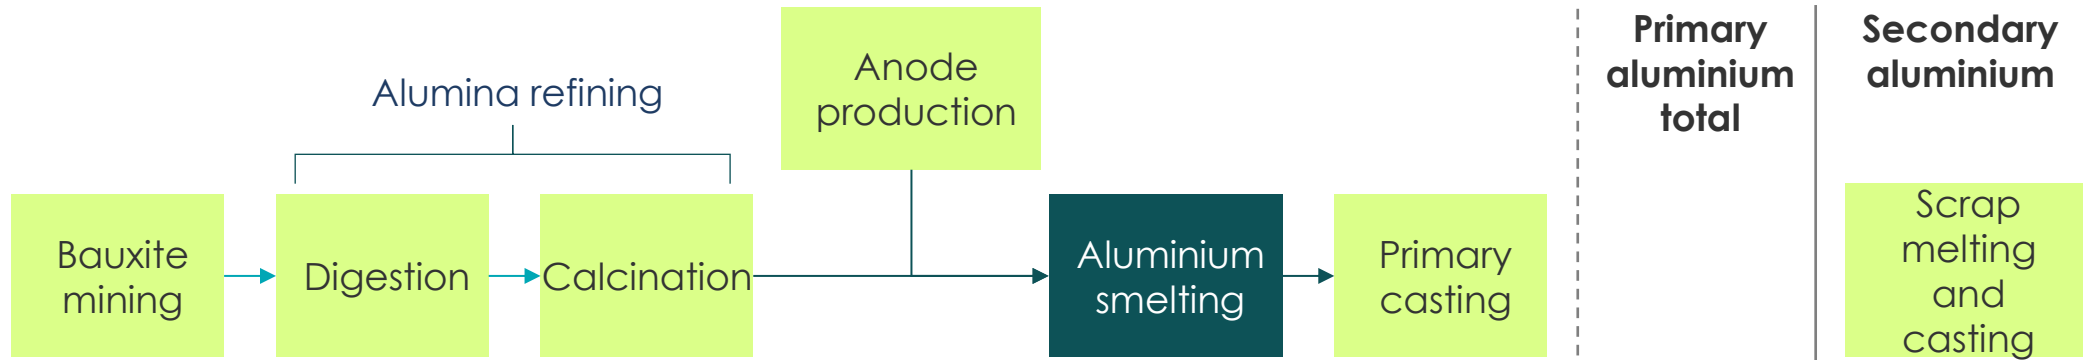 Alumina refining
Bauxite
mining
Digestion
Calcination
Anode
production
Aluminium
smelting
Primary
casting
Primary
aluminium
total
Secondary
aluminium
Scrap
melting
and
casting